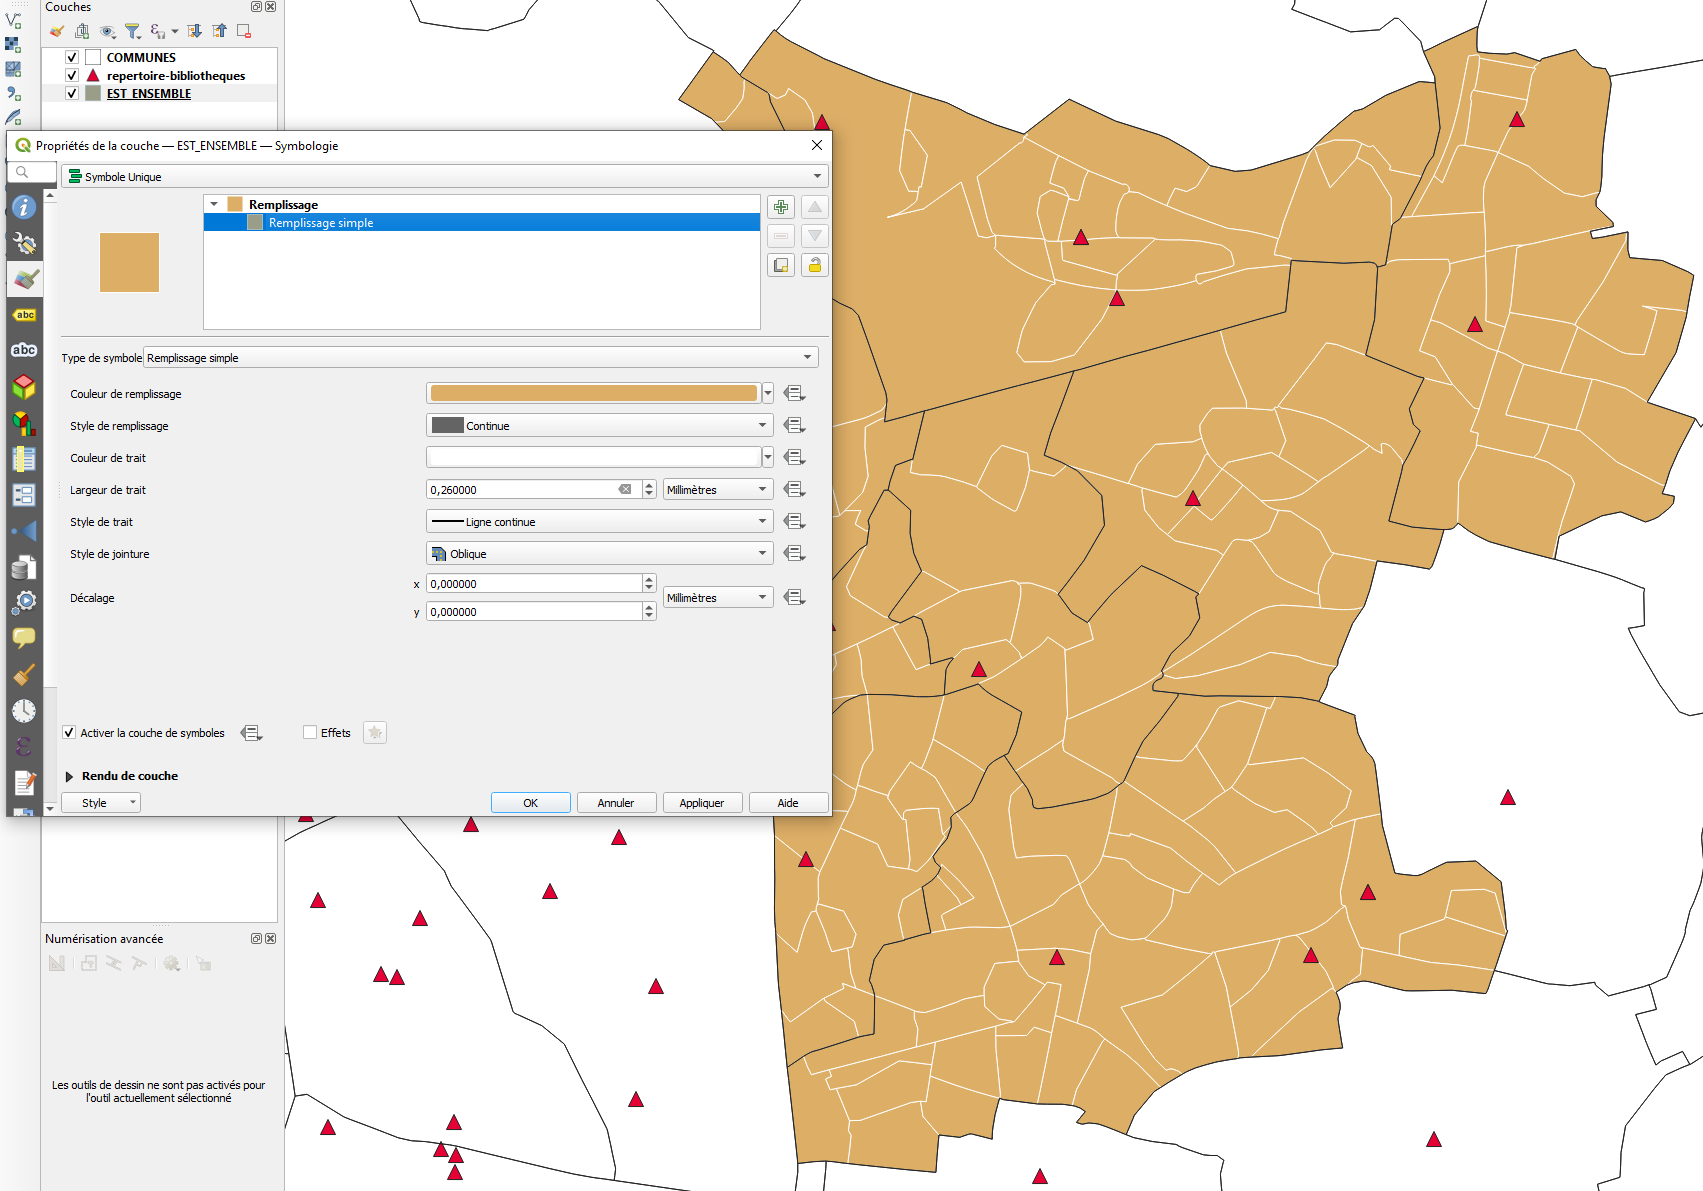 Couches
ε
COMMUNES
repertoire-bibliotheques
EST_ENSEMBLE
Propriétés de la couche — EST_ENSEMBLE — Symbologie
Symbole Unique
Remplissage
Remplissage simple
abc
abc
Type de symbole Remplissage simple
Couleur de remplissage
Style de remplissage Continue
Couleur de trait
Largeur de trait 0,260000 Millimètres
Style de trait Ligne continue
Style de jointure Oblique
x 0,000000
Décalage Millimètres
y 0,000000
Activer la couche de symboles Effets
ε
Rendu de couche
Style OK Annuler Appliquer Aide
Numérisation avancée
Les outils de dessin ne sont pas activés pour
l'outil actuellement sélectionné